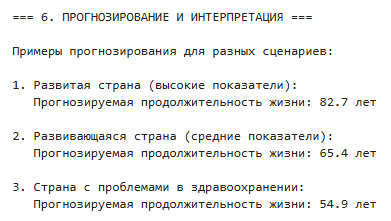 === 6. ПРОГНОЗИРОВАНИЕ И ИНТЕРПРЕТАЦИЯ ===
Примеры прогнозирования для разных сценариев:
1. Развитая страна (высокие показатели):
Прогнозируемая продолжительность жизни: 82.7 лет
2. Развивающаяся страна (средние показатели):
Прогнозируемая продолжительность жизни: 65.4 лет
3. Страна с проблемами в здравоохранении:
Прогнозируемая продолжительность жизни: 54.9 лет